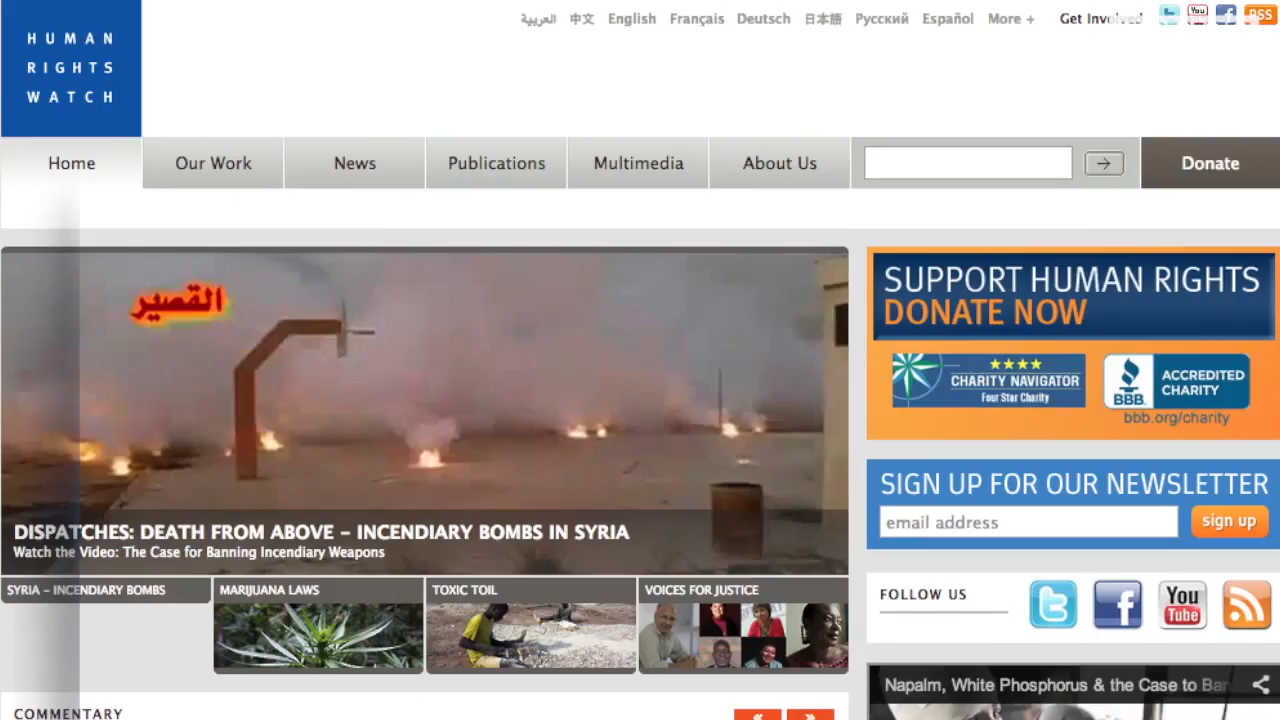 العربية 中文 English Français Deutsch 日本語 Русский Español More + Get Involved You RSS
HUMAN
RIGHTS
WATCH
Home Our Work News Publications Multimedia About Us Donate
القصير
DISPATCHES: DEATH FROM ABOVE – INCENDIARY BOMBS IN SYRIA
Watch the Video: The Case for Banning Incendiary Weapons
SYRIA – INCENDIARY BOMBS
MARIJUANA LAWS
TOXIC TOIL
VOICES FOR JUSTICE
COMMENTARY
SUPPORT HUMAN RIGHTS
DONATE NOW
CHARITY NAVIGATOR
Four Star Charity
BBB.
ACCREDITED
CHARITY
bbb.org/charity
SIGN UP FOR OUR NEWSLETTER
email address sign up
FOLLOW US
You
Tube
Napalm, White Phosphorus & the Case to Ban